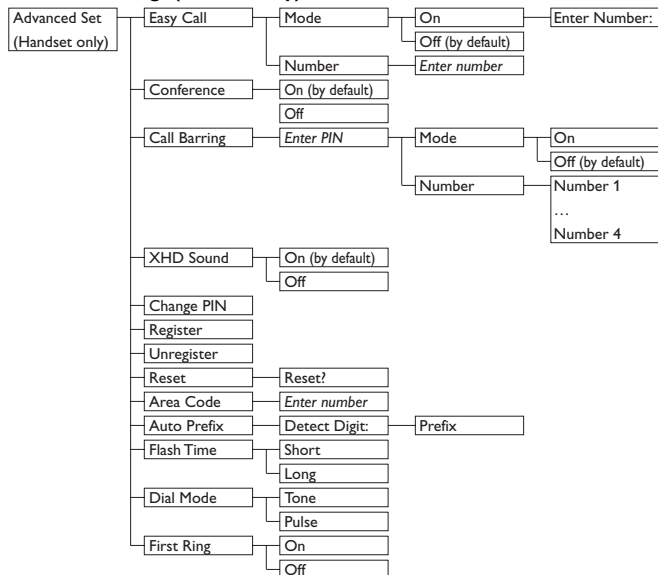 Advanced Set Easy Call Mode On Enter Number:
(Handset only) Off (by default)
Number Enter number
Conference On (by default)
Off
Call Barring Enter PIN Mode On
Off (by default)
Number Number 1
…
Number 4
XHD Sound On (by default)
Off
Change PIN
Register
Unregister
Reset Reset?
Area Code Enter number
Auto Prefix Detect Digit: Prefix
Flash Time Short
Long
Dial Mode Tone
Pulse
First Ring On
Off